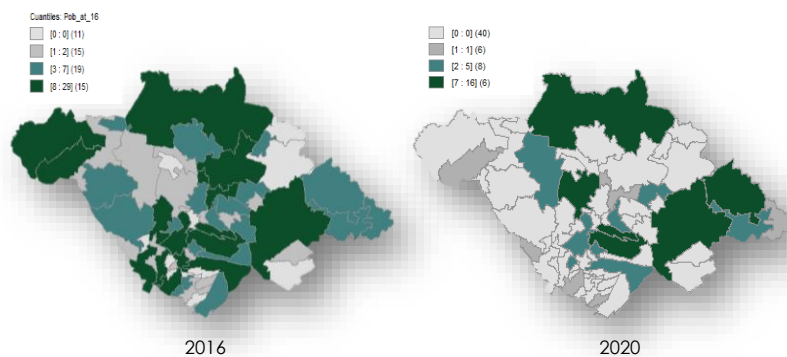 Cuantiles: Pob_at_16
[0 : 0] (11)
[1 : 2] (15)
[3 : 7] (19)
[8 : 29] (15)
[0 : 0] (40)
[1 : 1] (6)
[2 : 5] (8)
[7 : 16] (6)
2016
2020